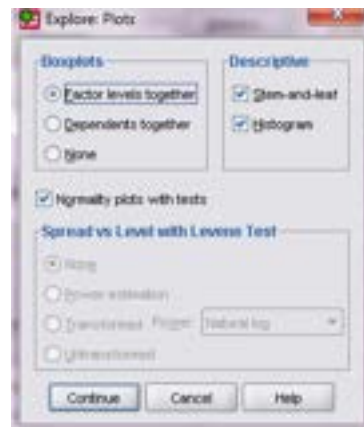 Explore: Plots
Boxplots
Factor levels together
Dependents together
None
Descriptive
Stem-and-leaf
Histogram
Normality plots with tests
Spread vs Level with Levene Test
None
Power estimation
Transformed Power: Natural log
Untransformed
Continue Cancel Help